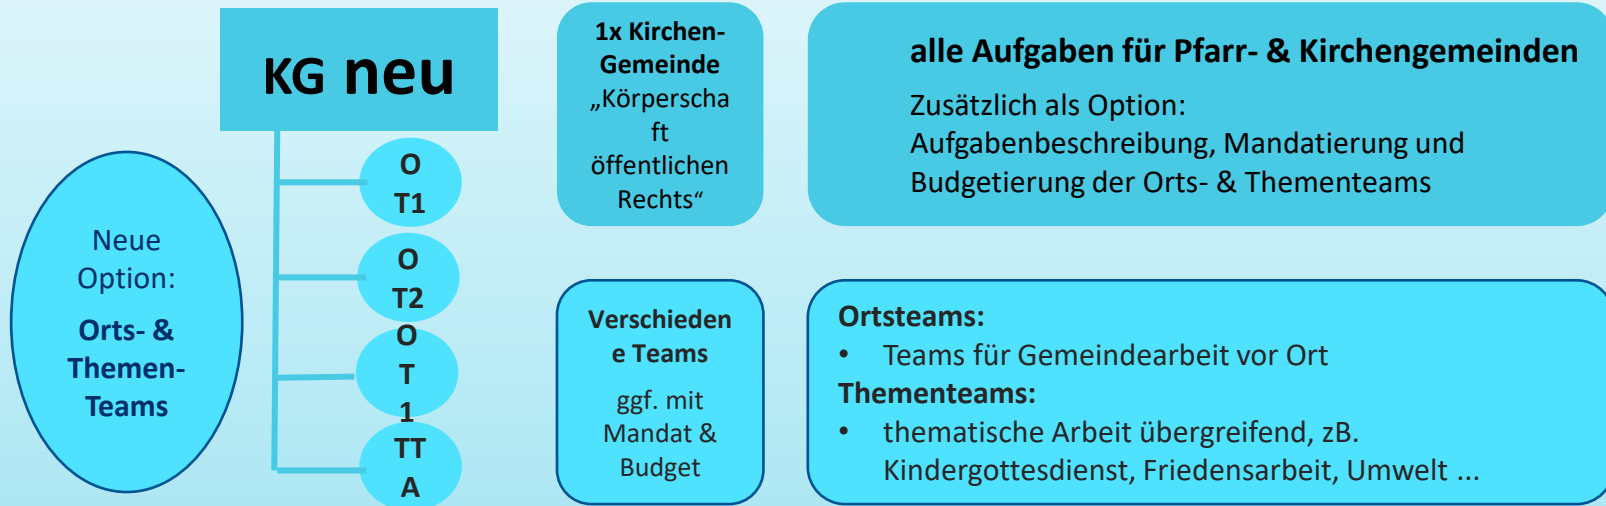 KG neu
O
T1
O
T2
O
T
1
TT
A
Neue
Option:
Orts- &
Themen-
Teams
1x Kirchen-
Gemeinde
„Körperscha
ft
öffentlichen
Rechts“
alle Aufgaben für Pfarr- & Kirchengemeinden
Zusätzlich als Option:
Aufgabenbeschreibung, Mandatierung und
Budgetierung der Orts- & Thementeams
Verschieden
e Teams
ggf. mit
Mandat &
Budget
Ortsteams:
• Teams für Gemeindearbeit vor Ort
Thementeams:
• thematische Arbeit übergreifend, zB.
Kindergottesdienst, Friedensarbeit, Umwelt ...